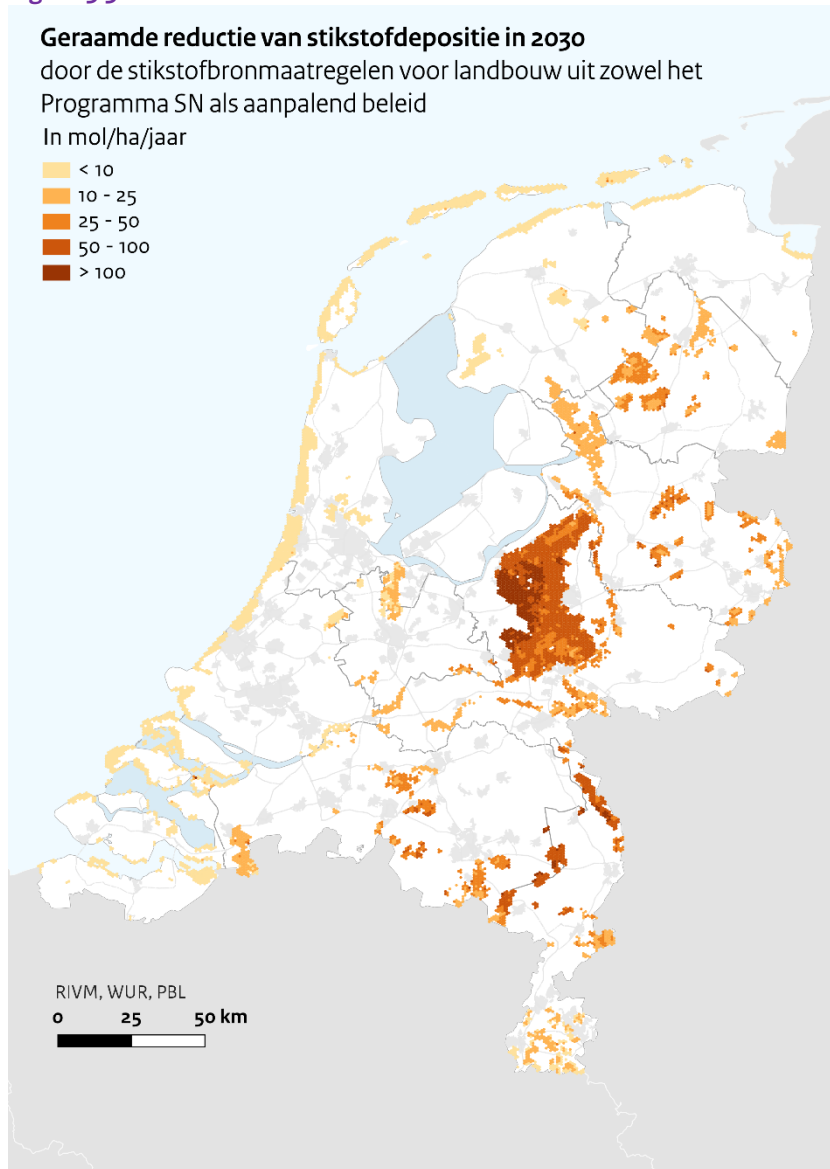 Geraamde reductie van stikstofdepositie in 2030
door de stikstofbronmaatregelen voor landbouw uit zowel het
Programma SN als aanpalend beleid
In mol/ha/jaar
< 10
10 - 25
25 - 50
50 - 100
> 100
RIVM, WUR, PBL
0 25 50 km